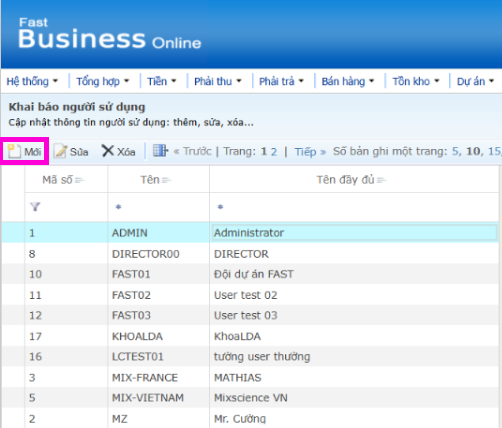 Fast
Business Online
Hệ thống Tổng hợp Tiền Phải thu Phải trả Bán hàng Tồn kho Dự án
Khai báo người sử dụng
Cập nhật thông tin người sử dụng: thêm, sửa, xóa...
Mới Sửa Xóa « Trước | Trang: 1 2 | Tiếp » Số bản ghi một trang: 5, 10, 15,
Mã số Tên Tên đầy đủ
* *
1 ADMIN Administrator
8 DIRECTOR00 DIRECTOR
10 FAST01 Đội dự án FAST
11 FAST02 User test 02
12 FAST03 User test 03
17 KHOALDA KhoaLDA
16 LCTEST01 tường user thưởng
3 MIX-FRANCE MATHIAS
5 MIX-VIETNAM Mixscience VN
2 MZ Mr. Cường